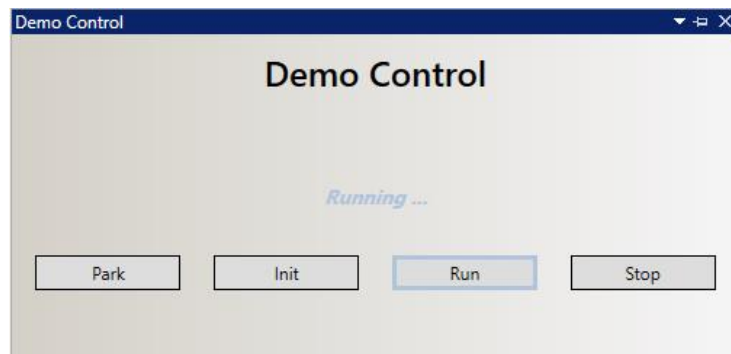 Demo Control
Demo Control
Running ...
Park Init Run Stop